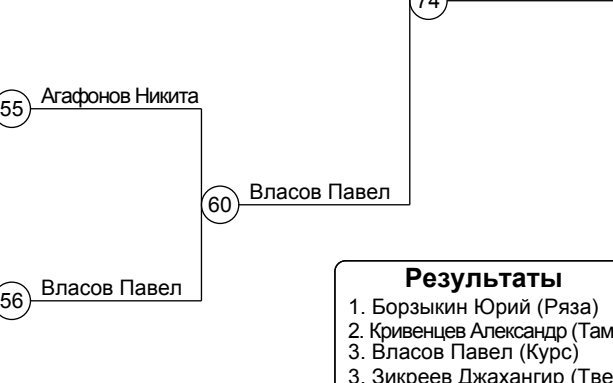 74
55 Агафонов Никита
60 Власов Павел
56 Власов Павел
Результаты
1. Борзыкин Юрий (Ряза)
2. Кривенцев Александр (Там
3. Власов Павел (Курс)
3. Зикреев Джахангир (Тве